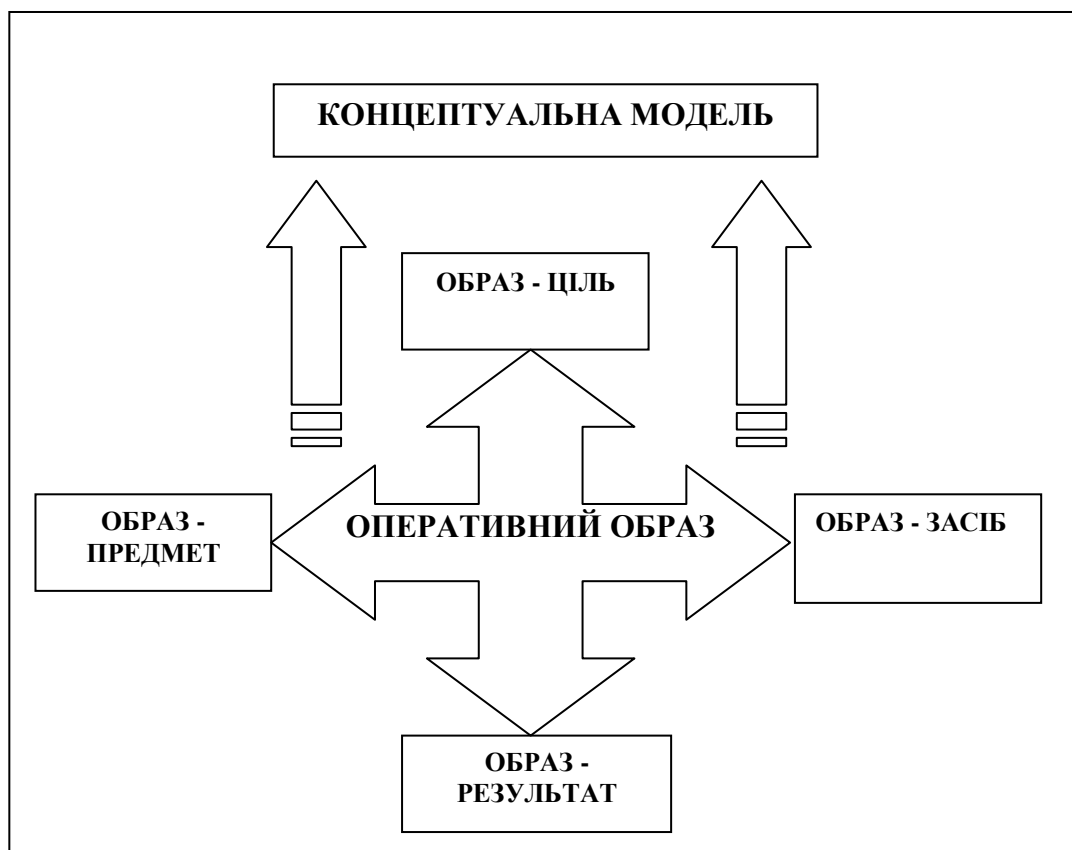 КОНЦЕПТУАЛЬНА МОДЕЛЬ
ОБРАЗ - ЦІЛЬ
ОБРАЗ -
ПРЕДМЕТ
ОПЕРАТИВНИЙ ОБРАЗ
ОБРАЗ - ЗАСІБ
ОБРАЗ -
РЕЗУЛЬТАТ